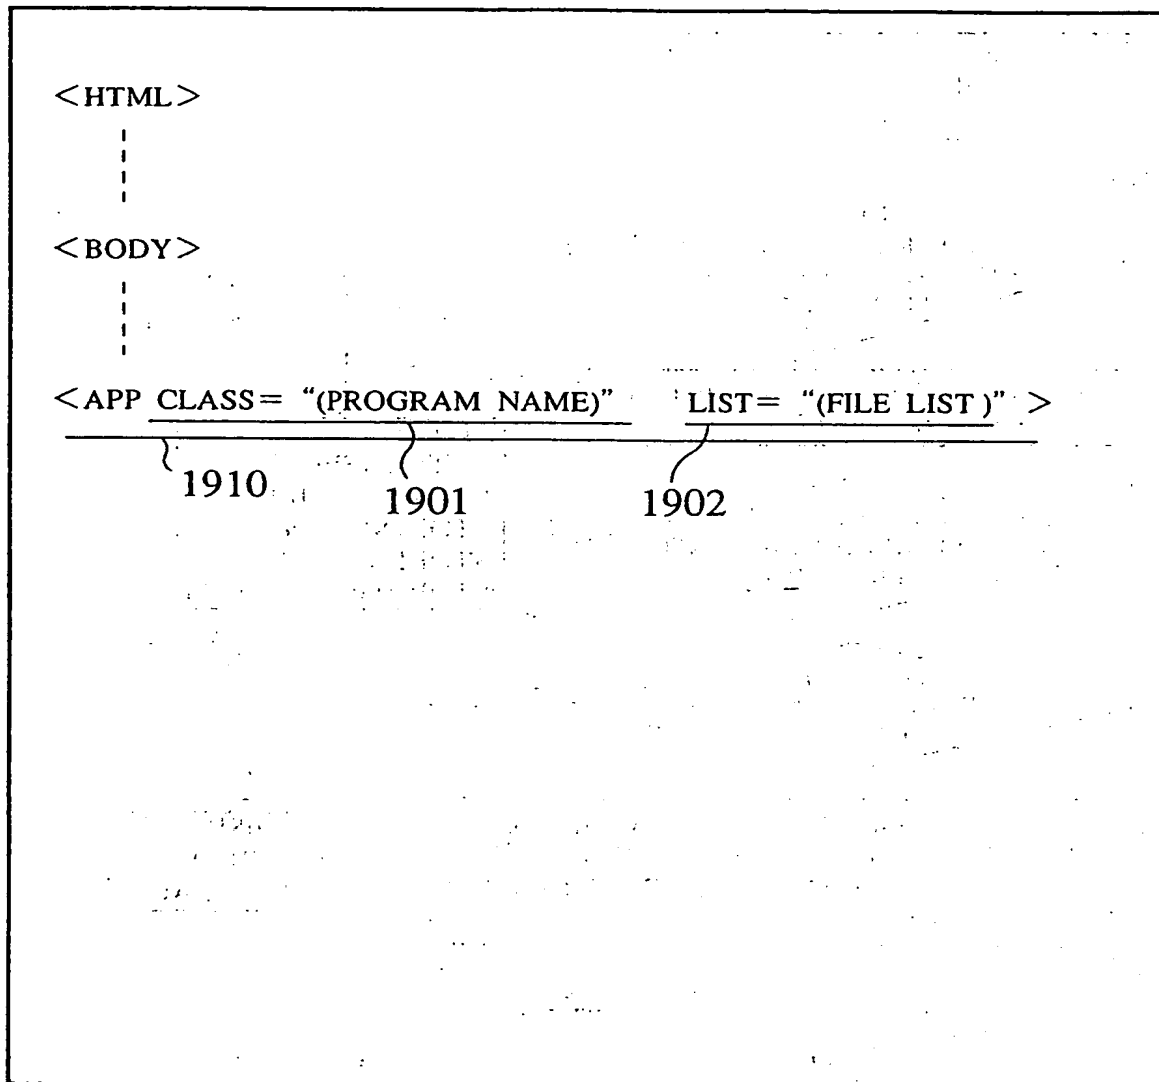 <HTML>
<BODY>
<APP CLASS= “(PROGRAM NAME)” LIST= “(FILE LIST )” >
1910 1901 1902